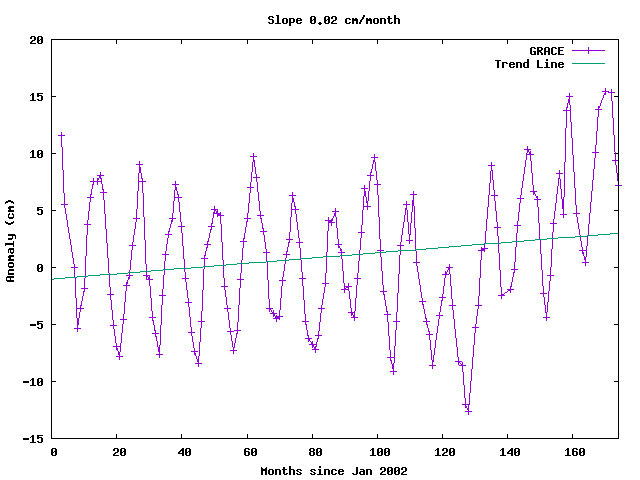 Slope 0.02 cm/month
GRACE
Trend Line
20
15
10
5
0
-5
-10
-15
Anomaly (cm)
0 20 40 60 80 100 120 140 160
Months since Jan 2002